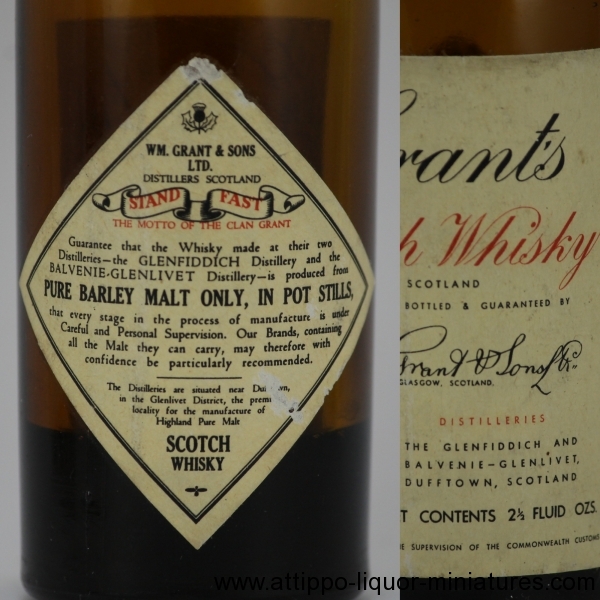 WM. GRANT & SONS
LTD.
DISTILLERS SCOTLAND
STAND FAST
THE MOTTO OF THE CLAN GRANT
Guarantee that the Whisky made at their two
Distilleries—the GLENFIDDICH Distillery and the
BALVENIE-GLENLIVET Distillery—is produced from
PURE BARLEY MALT ONLY, IN POT STILLS,
that every stage in the process of manufacture is under
Careful and Personal Supervision. Our Brands, containing
all the Malt they can carry, may therefore with
confidence be particularly recommended.
The Distilleries are situated near
in the Glenlivet District, the
locality for the manufacture of
Highland Pure Malt
SCOTCH
WHISKY
rant's
h Whisky
SCOTLAND
BOTTLED & GUARANTEED BY
Grant & Sons Ltd.
GLASGOW, SCOTLAND.
DISTILLERIES
THE GLENFIDDICH AND
BALVENIE-GLENLIVET,
DUFFTOWN, SCOTLAND
T CONTENTS 2½ FLUID OZS.
E SUPERVISION OF THE COMMONWEALTH CUSTOMS
www.attippo-liquor-miniatures.com